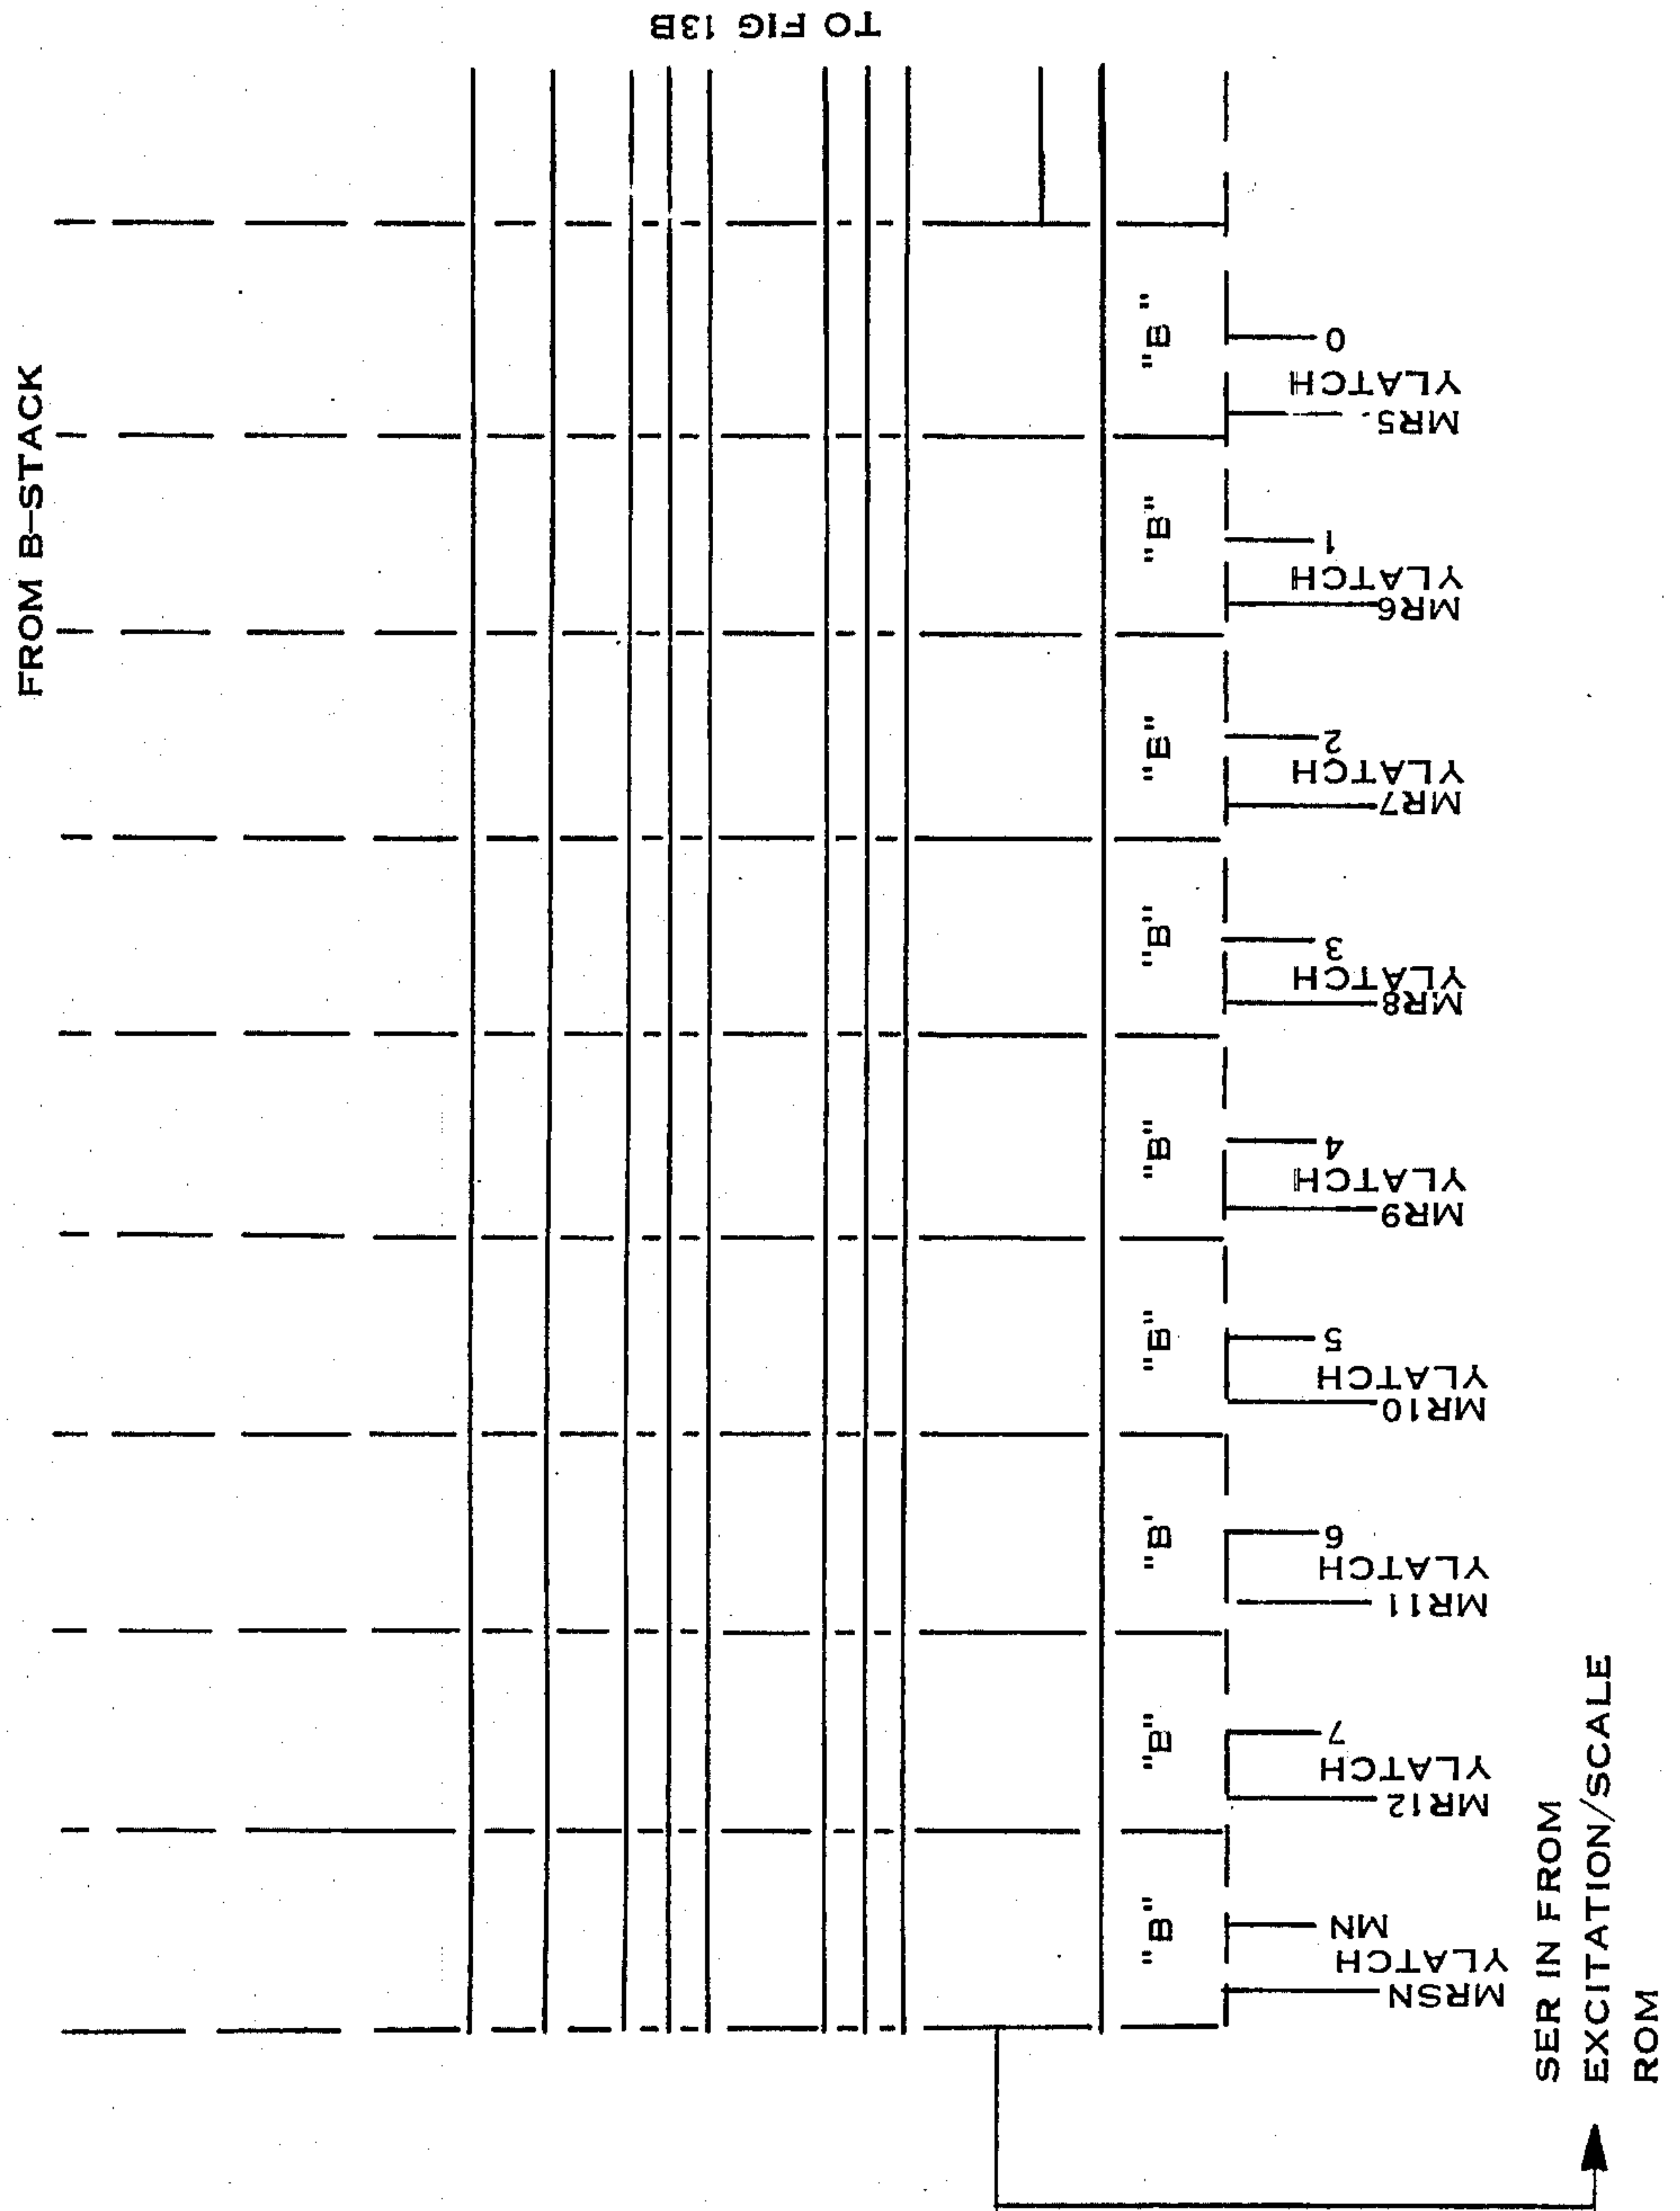 TO FIG 13B
FROM B-STACK
"B"
0
YLATCH
MR5
"B"
1
YLATCH
MR6
"B"
2
YLATCH
MR7
"B"
3
YLATCH
MR8
"B"
4
YLATCH
MR9
"B"
5
YLATCH
MR10
"B'
6
YLATCH
MR11
"B"
7
YLATCH
MR12
"B"
MN
YLATCH
MRSN
SER IN FROM
EXCITATION/SCALE
ROM